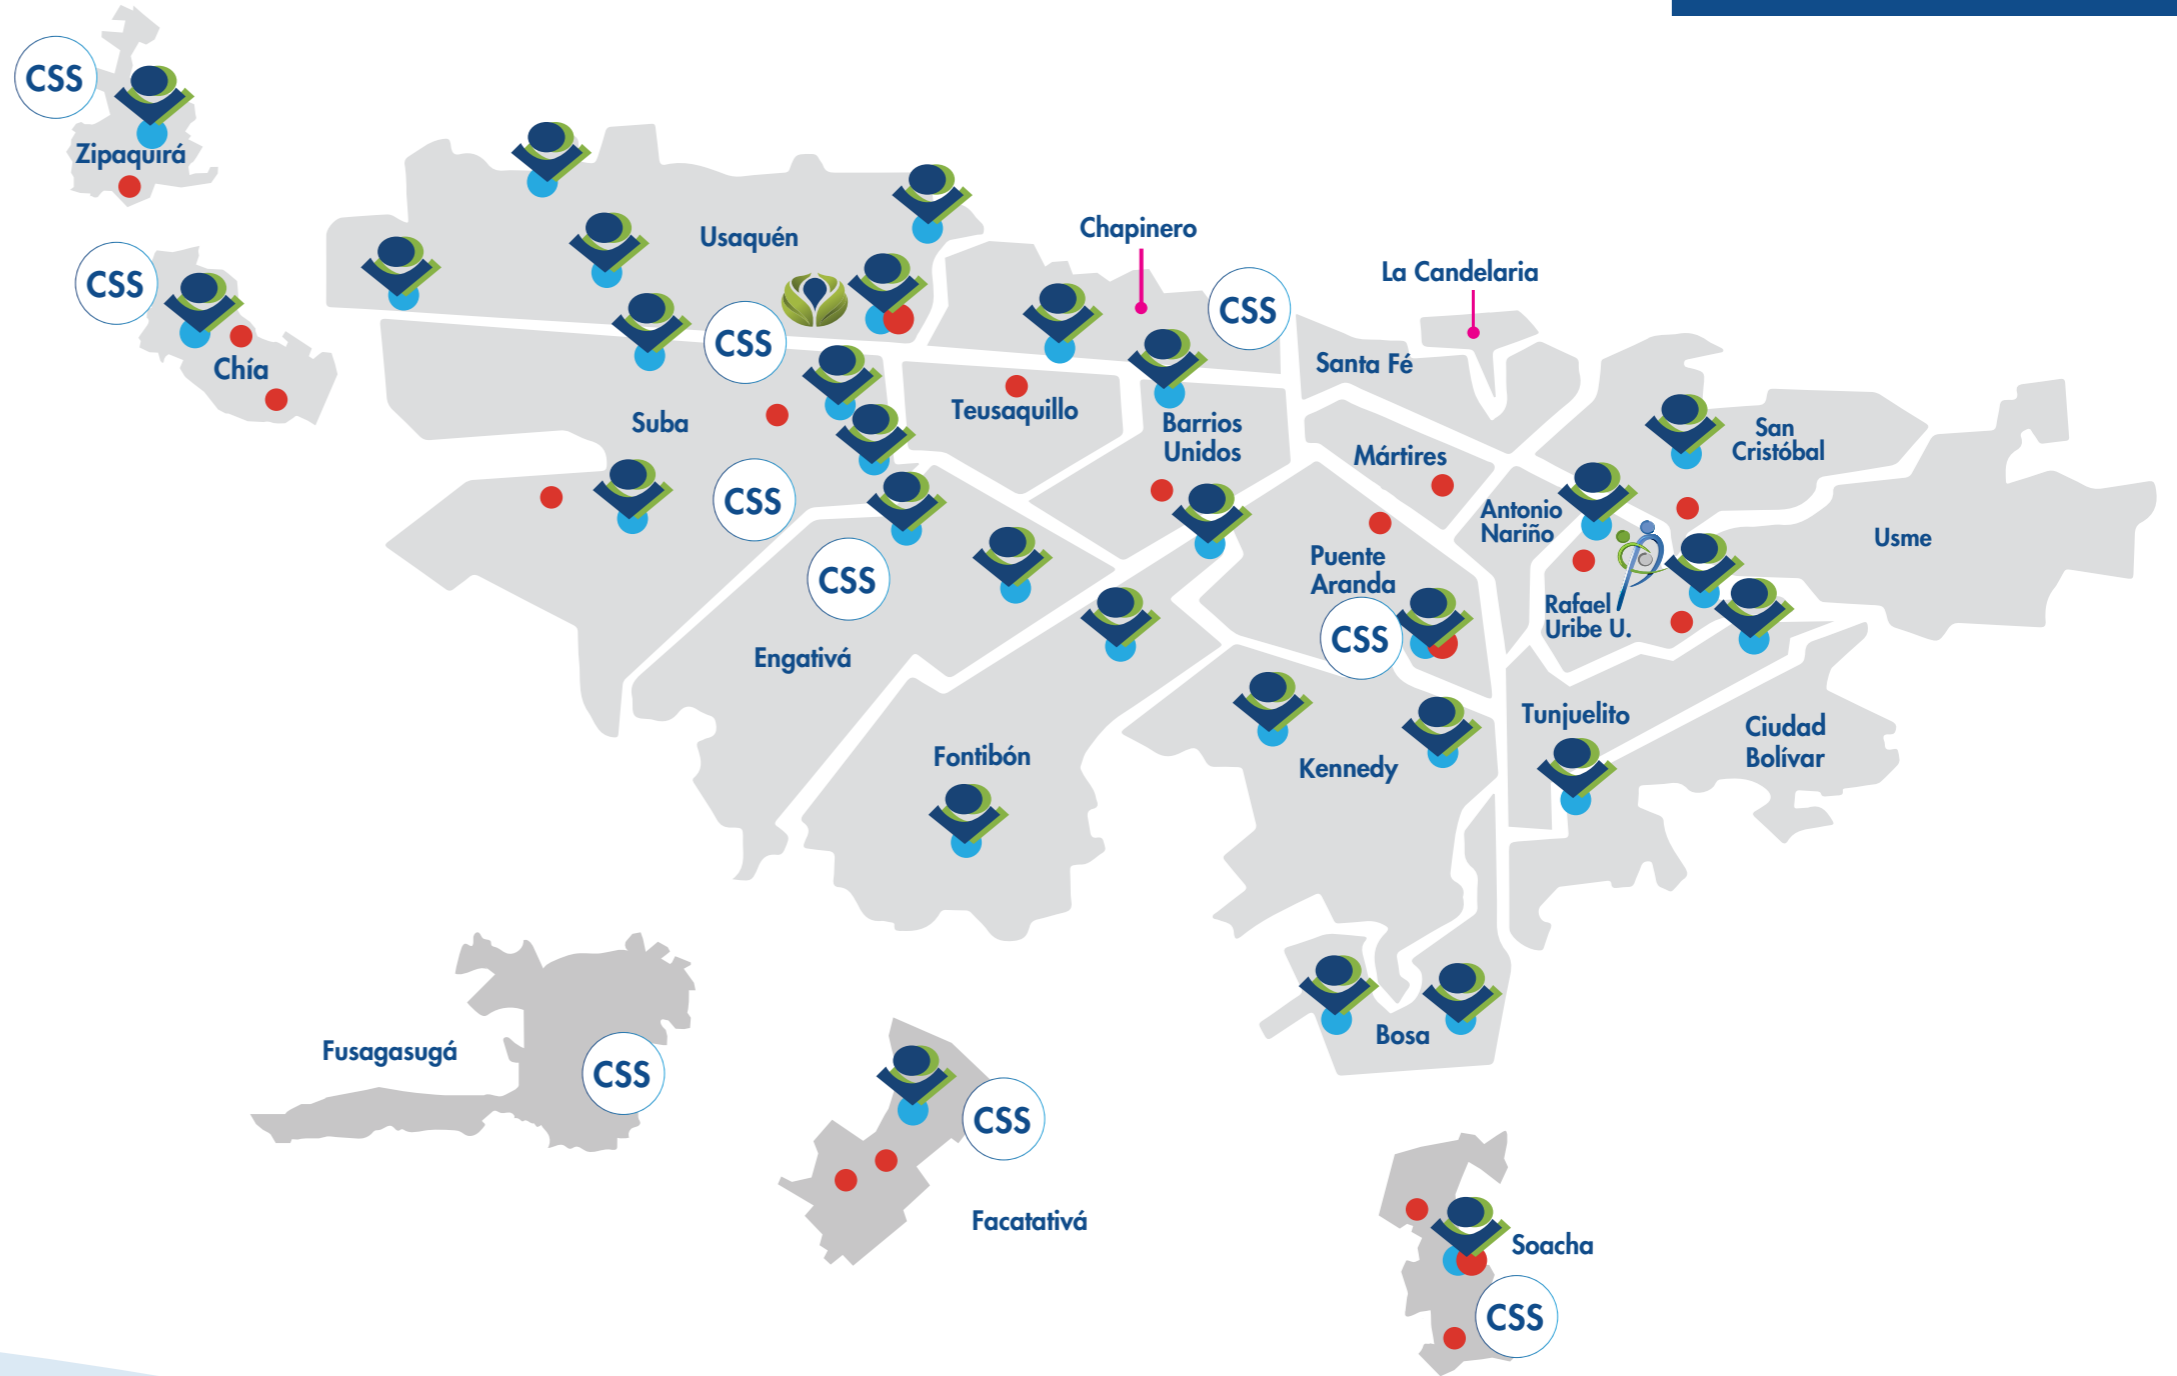 CSS
Zipaquirá
CSS
Chía
Usaquén
Chapinero
CSS
La Candelaria
CSS
Santa Fé
Suba
Teusaquillo
Barrios
Unidos
Mártires
San
Cristóbal
CSS
Antonio
Nariño
Usme
CSS
Puente
Aranda
Rafael
Uribe U.
CSS
Engativá
Tunjuelito
Ciudad
Bolívar
Fontibón
Kennedy
Bosa
Fusagasugá
CSS
CSS
Facatativá
Soacha
CSS